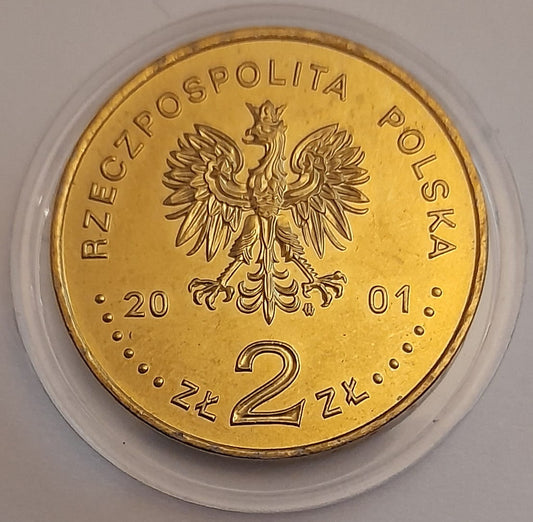 RZECZPOSPOLITA POLSKA
20 01
ZŁ 2 ZŁ